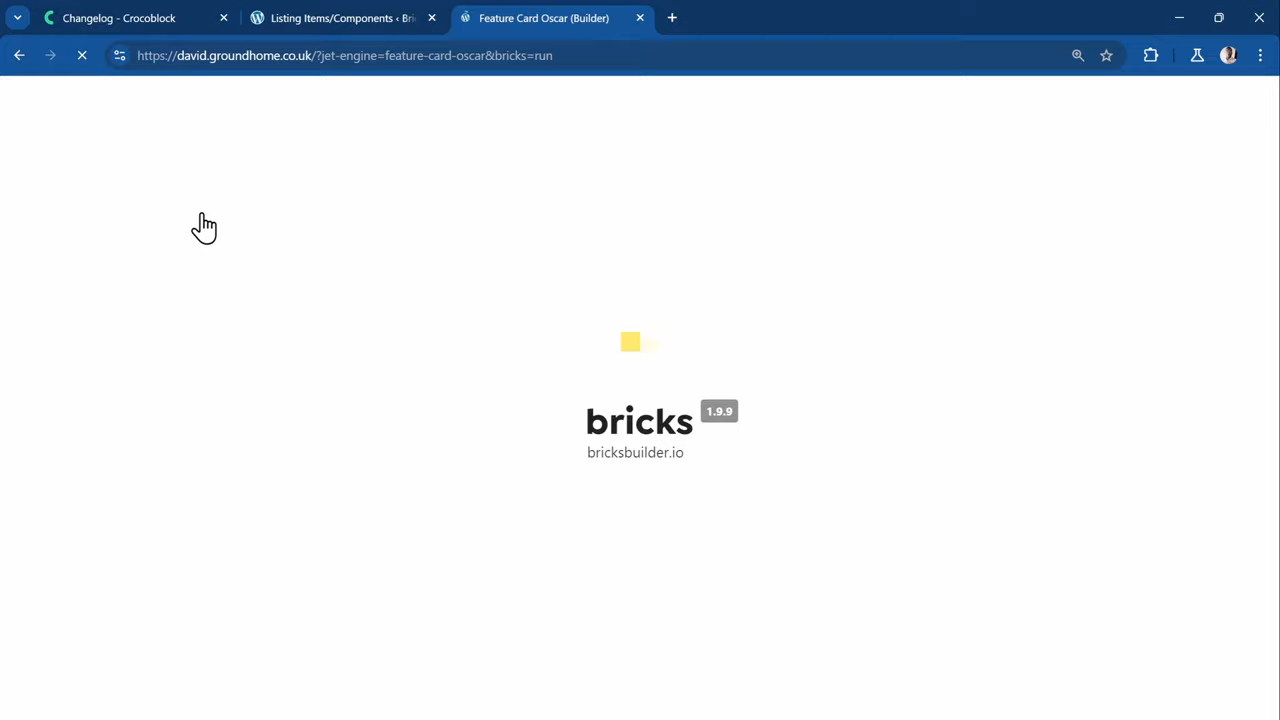 Changelog - Crocoblock
Listing Items/Components ‹ Bri
Feature Card Oscar (Builder)
https://david.groundhome.co.uk/?jet-engine=feature-card-oscar&bricks=run
bricks 1.9.9
bricksbuilder.io